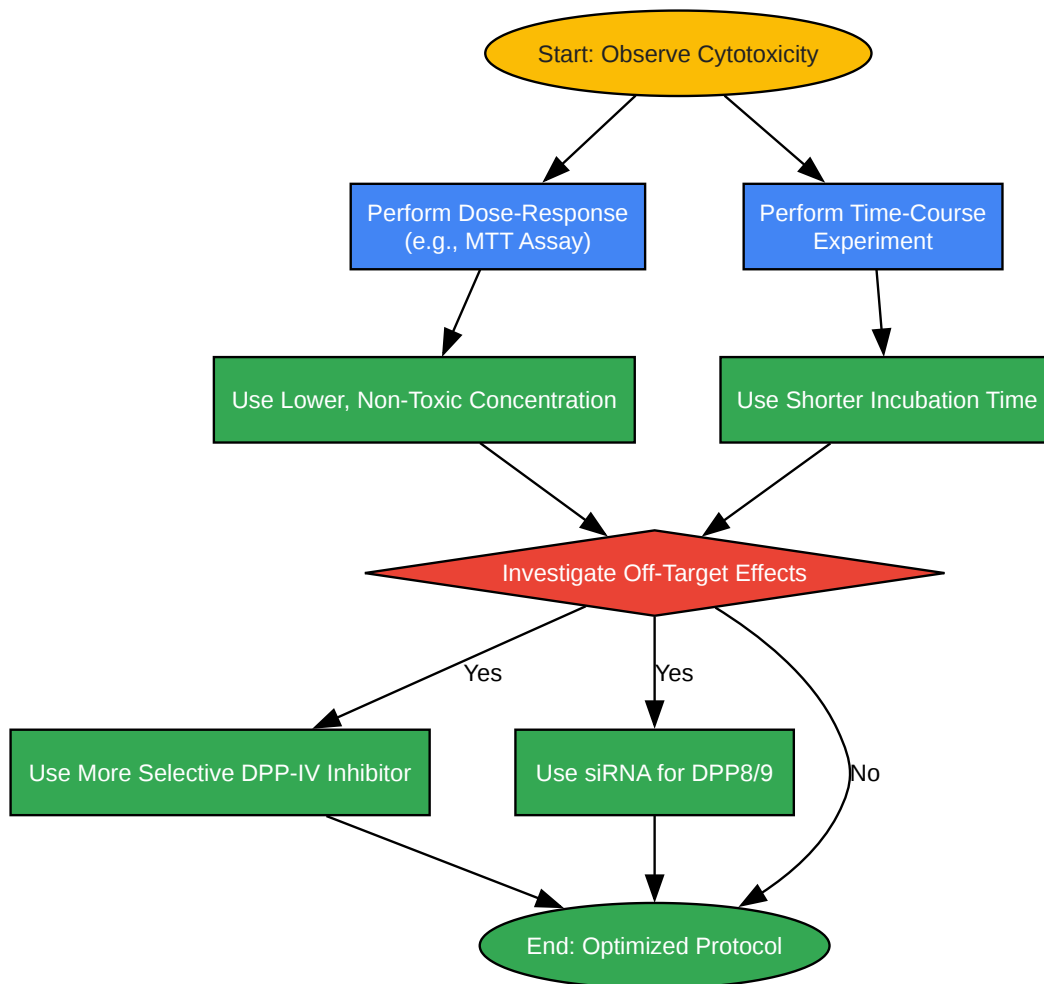 Start: Observe Cytotoxicity
Perform Dose-Response
(e.g., MTT Assay)
Perform Time-Course
Experiment
Use Lower, Non-Toxic Concentration
Use Shorter Incubation Time
Investigate Off-Target Effects
Yes
Yes
Use More Selective DPP-IV Inhibitor
Use siRNA for DPP8/9
No
End: Optimized Protocol